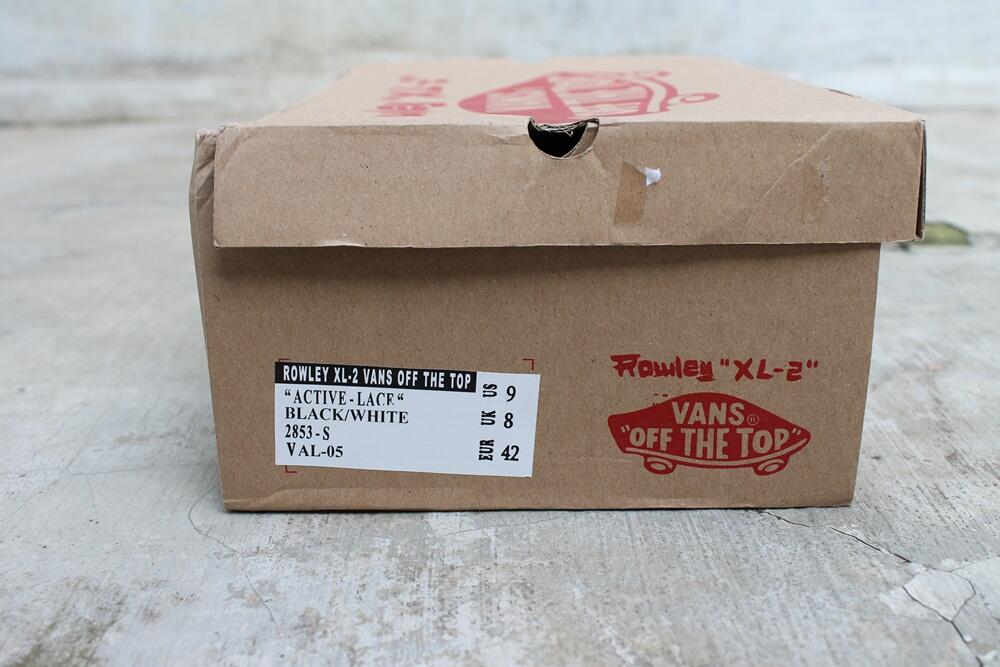 ROWLEY XL-2 VANS OFF THE TOP
"ACTIVE-LACE"
BLACK/WHITE
2853-S
VAL-05
US 9
UK 8
EUR 42
Rowley "XL-2"
VANS®
"OFF THE TOP"
VANS